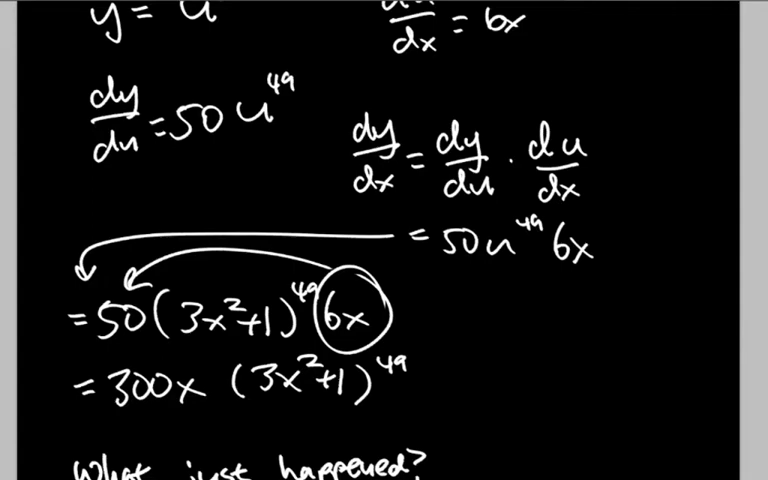 y = u
du/dx = 6x
dy/du = 50u^49
dy/dx = dy/du · du/dx
= 50u^49 6x
= 50(3x^2+1)^49 6x
= 300x (3x^2+1)^49
What just happened?